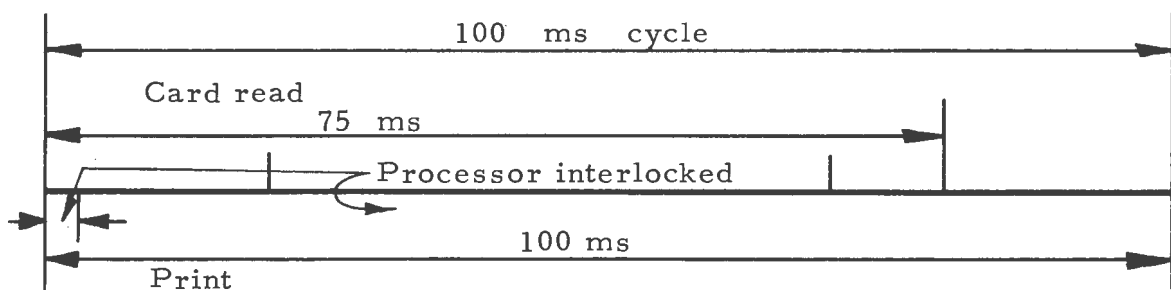 100 ms cycle
Card read
75 ms
Processor interlocked
100 ms
Print